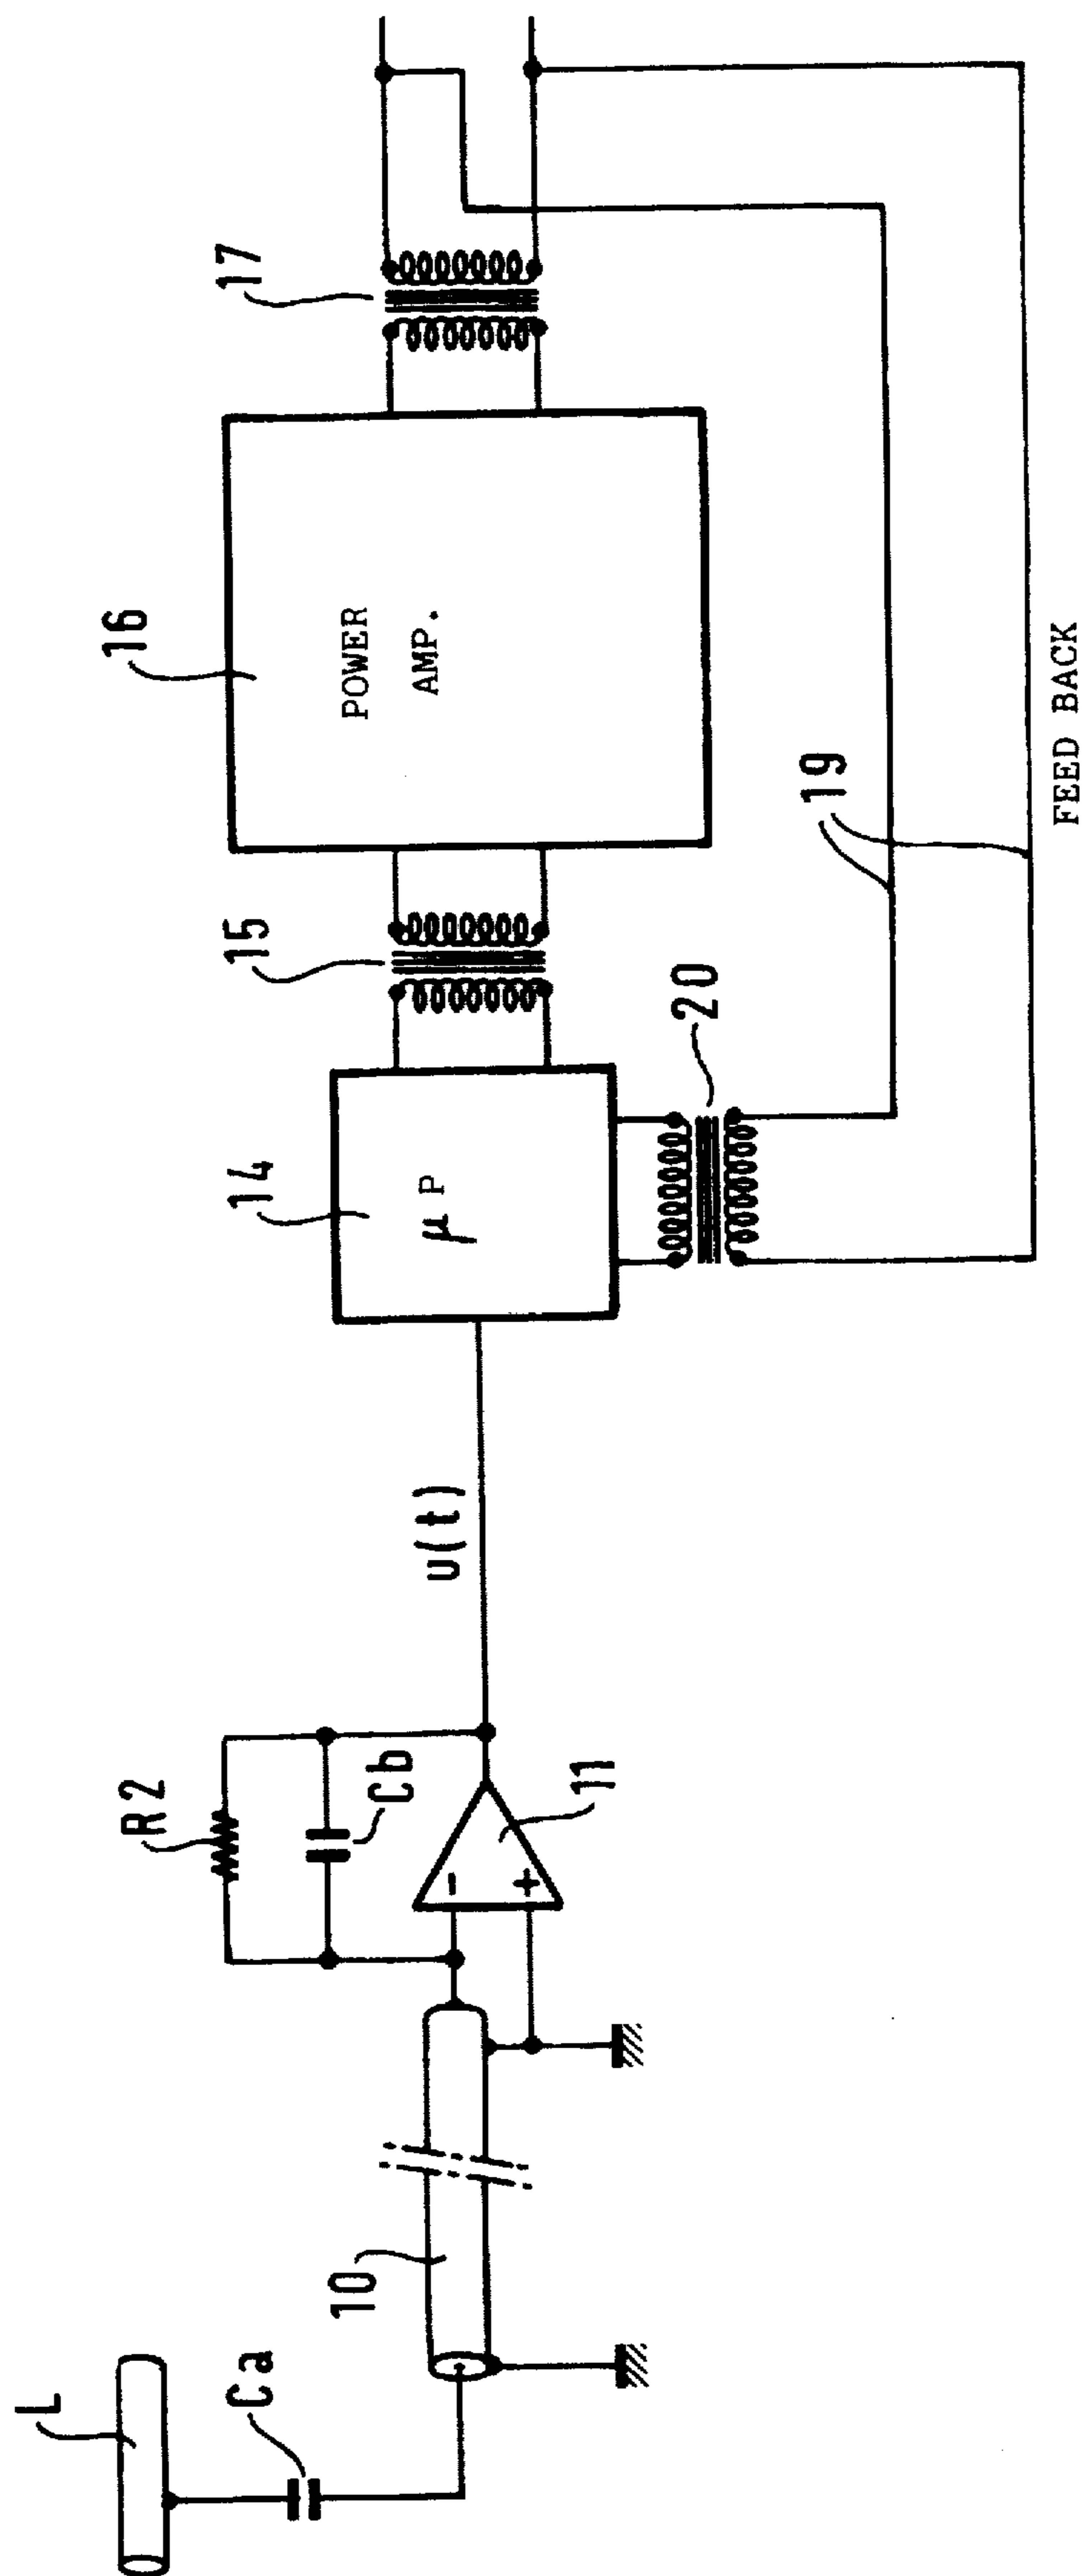 L
Ca
10
R2
Cb
-
+
11
u(t)
14
μP
15
20
16
POWER
AMP.
17
19
FEED BACK